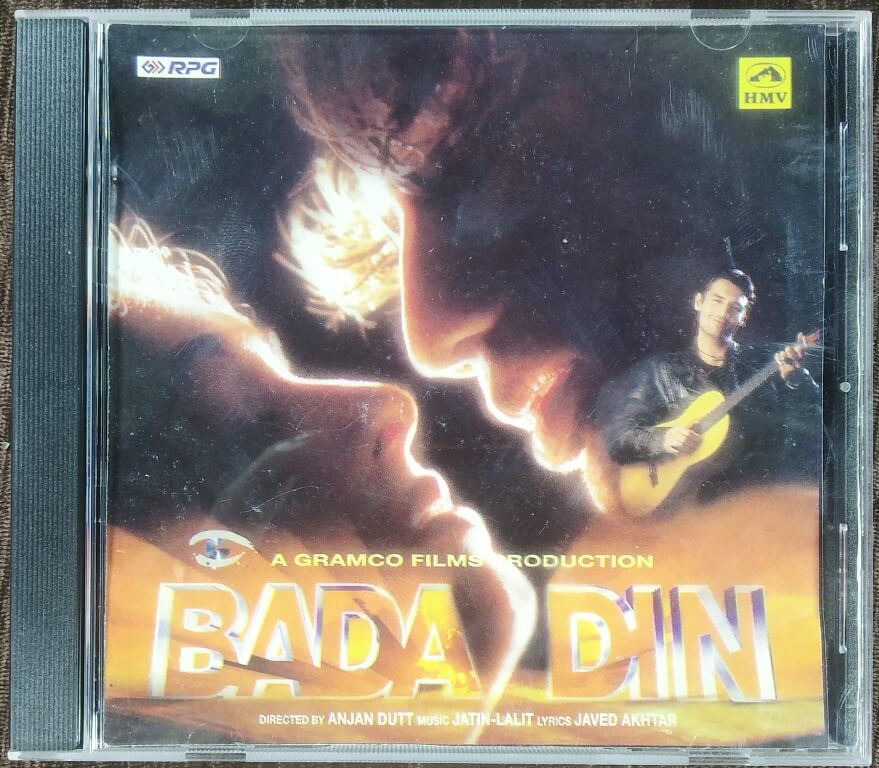 RPG
HMV
A GRAMCO FILMS PRODUCTION
BADA DIN
DIRECTED BY ANJAN DUTT MUSIC JATIN-LALIT LYRICS JAVED AKHTAR